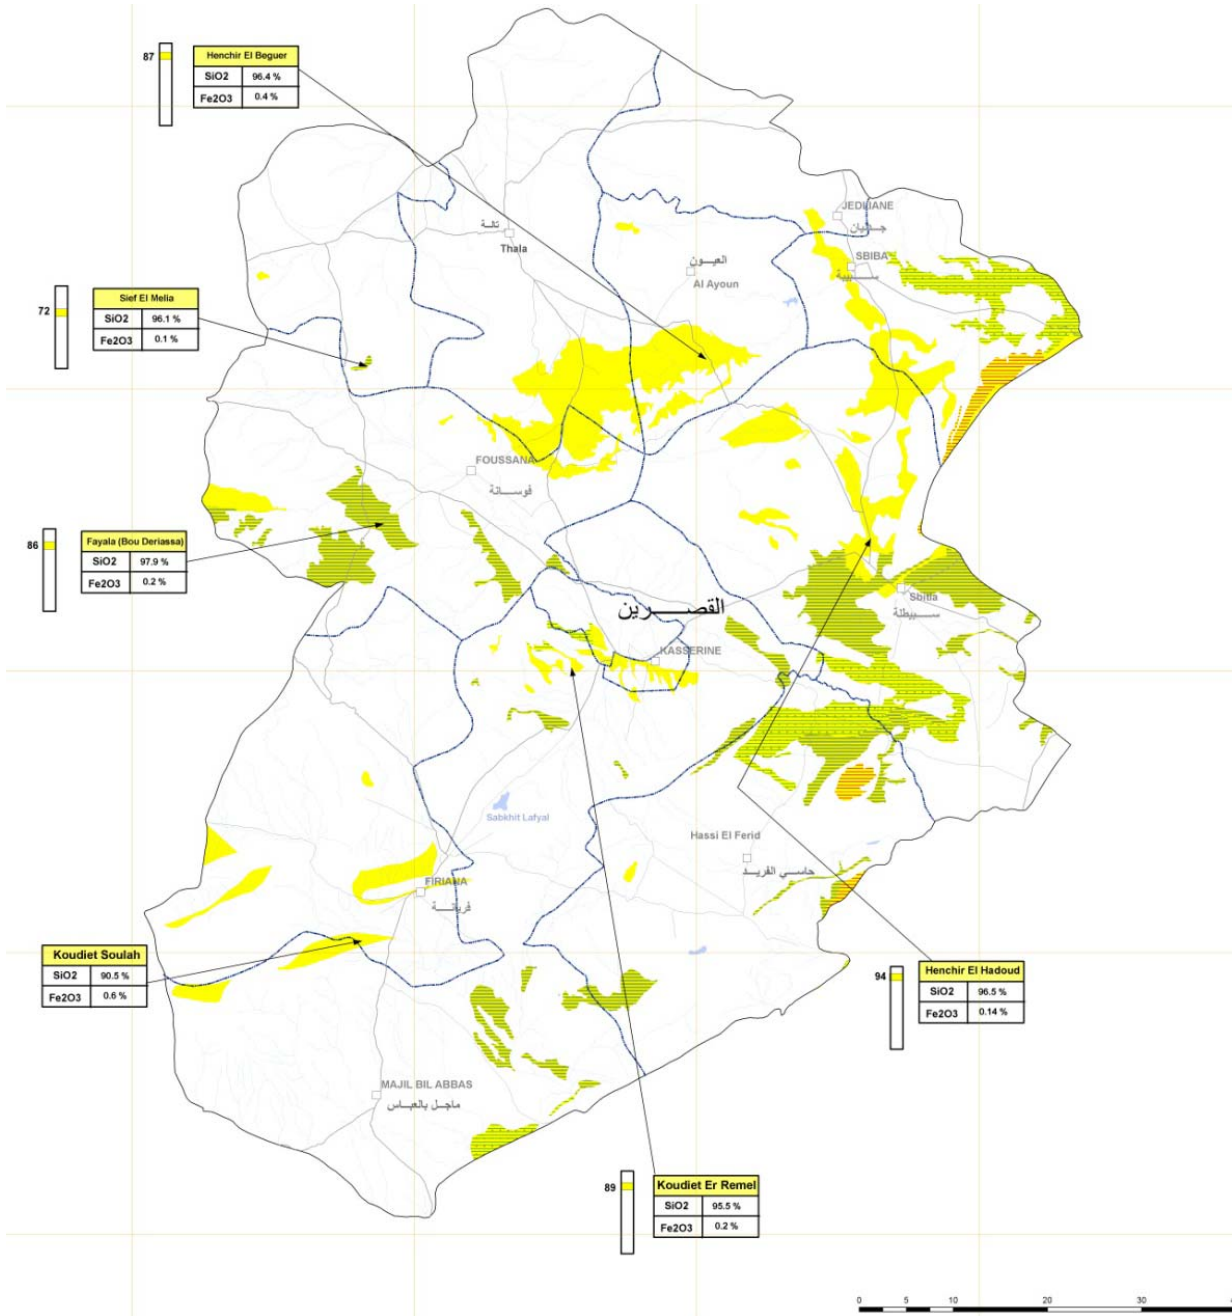 87
Henchir El Beguer
SiO2 96.4 %
Fe2O3 0.4 %
JEDLIANE
جدليان
تالة
Thala
SBIBA
سبيبة
العيون
Al Ayoun
72
Sief El Melia
SiO2 96.1 %
Fe2O3 0.1 %
FOUSSANA
فوسانة
86
Fayala (Bou Deriassa)
SiO2 97.9 %
Fe2O3 0.2 %
القصرين
Sbitla
سبيطلة
KASSERINE
Sabkhit Lafyal
Hassi El Ferid
حاسي الفريد
FIRIANA
فريانة
Koudiet Soulah
SiO2 90.5 %
Fe2O3 0.6 %
94
Henchir El Hadoud
SiO2 96.5 %
Fe2O3 0.14 %
MAJIL BIL ABBAS
ماجل بالعباس
89
Koudiet Er Remel
SiO2 95.5 %
Fe2O3 0.2 %
0 5 10 20 30